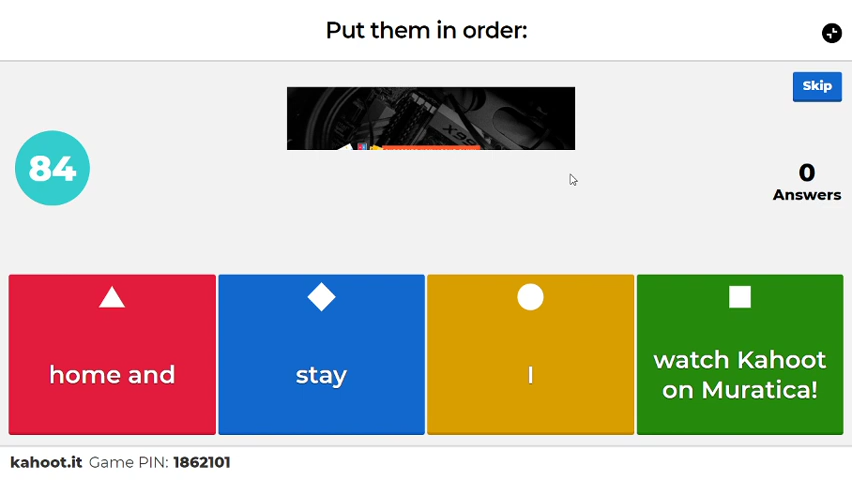 Put them in order:
Skip
X99
84
0
Answers
home and
stay
I
watch Kahoot
on Muratica!
kahoot.it Game PIN: 1862101